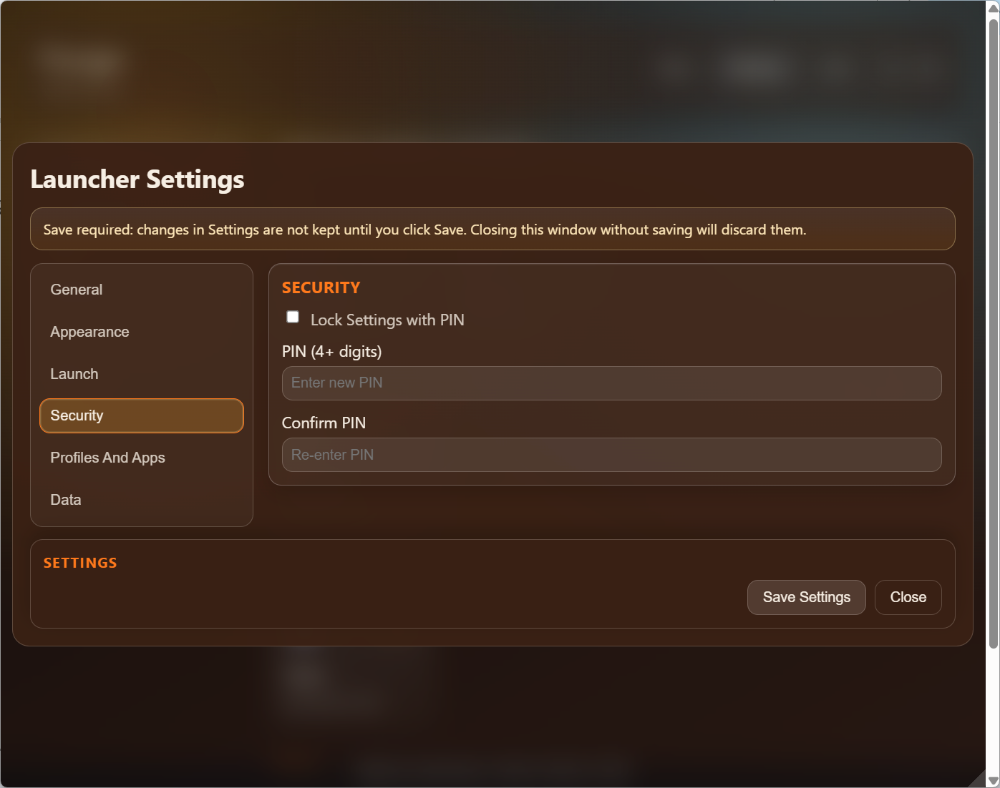 Launcher Settings
Save required: changes in Settings are not kept until you click Save. Closing this window without saving will discard them.
General
Appearance
Launch
Security
Profiles And Apps
Data
SECURITY
Lock Settings with PIN
PIN (4+ digits)
Enter new PIN
Confirm PIN
Re-enter PIN
SETTINGS
Save Settings
Close